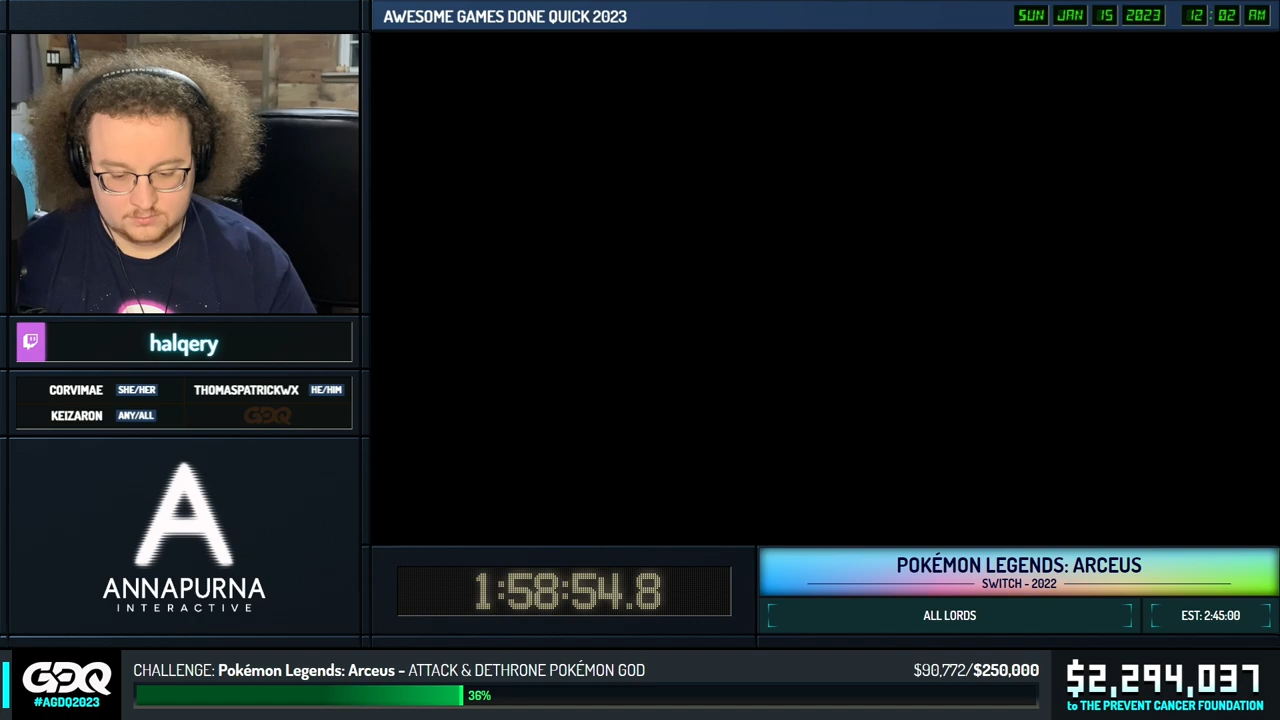 AWESOME GAMES DONE QUICK 2023
SUN JAN 15 2023 12:02 AM
halqery
CORVIMAE SHE/HER THOMASPATRICKWX HE/HIM
KEIZARON ANY/ALL GDQ
A
ANNAPURNA
INTERACTIVE
1:58:54.8
POKÉMON LEGENDS: ARCEUS
SWITCH - 2022
ALL LORDS
EST: 2:45:00
GDQ
#AGDQ2023
CHALLENGE: Pokémon Legends: Arceus - ATTACK & DETHRONE POKÉMON GOD
$90,772/$250,000
36%
$2,294,037
to THE PREVENT CANCER FOUNDATION